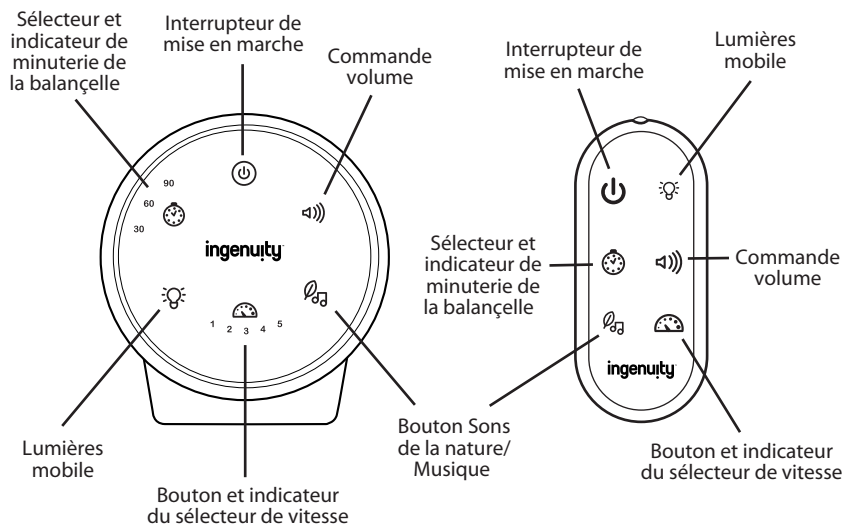 Sélecteur et
indicateur de
minuterie de
la balançelle
Interrupteur de
mise en marche
Commande
volume
90
60
30
ingenuity
1 2 3 4 5
Lumières
mobile
Bouton et indicateur
du sélecteur de vitesse
Bouton Sons
de la nature/
Musique
Interrupteur de
mise en marche
Lumières
mobile
Sélecteur et
indicateur de
minuterie de
la balançelle
Commande
volume
ingenuity
Bouton et indicateur
du sélecteur de vitesse